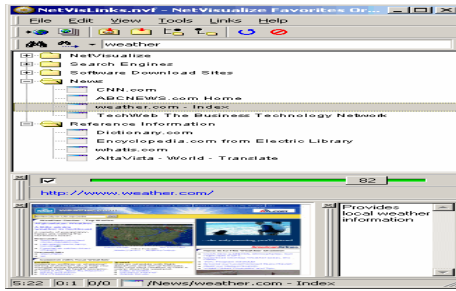 NetVisLinks.nvf - NetVisualize Favorites Or...
File Edit View Tools Links Help
weather
NetVisualize
Search Engines
Software Download Sites
News
CNN.com
ABCNEWS.com Home
weather.com - Index
TechWeb The Business Technology Network
Reference Information
Dictionary.com
Encyclopedia.com from Electric Library
whatis.com
AltaVista - World - Translate
82
http://www.weather.com/
Provides
local weather
information
5:22 0:1 0/0 /News/weather.com - Index